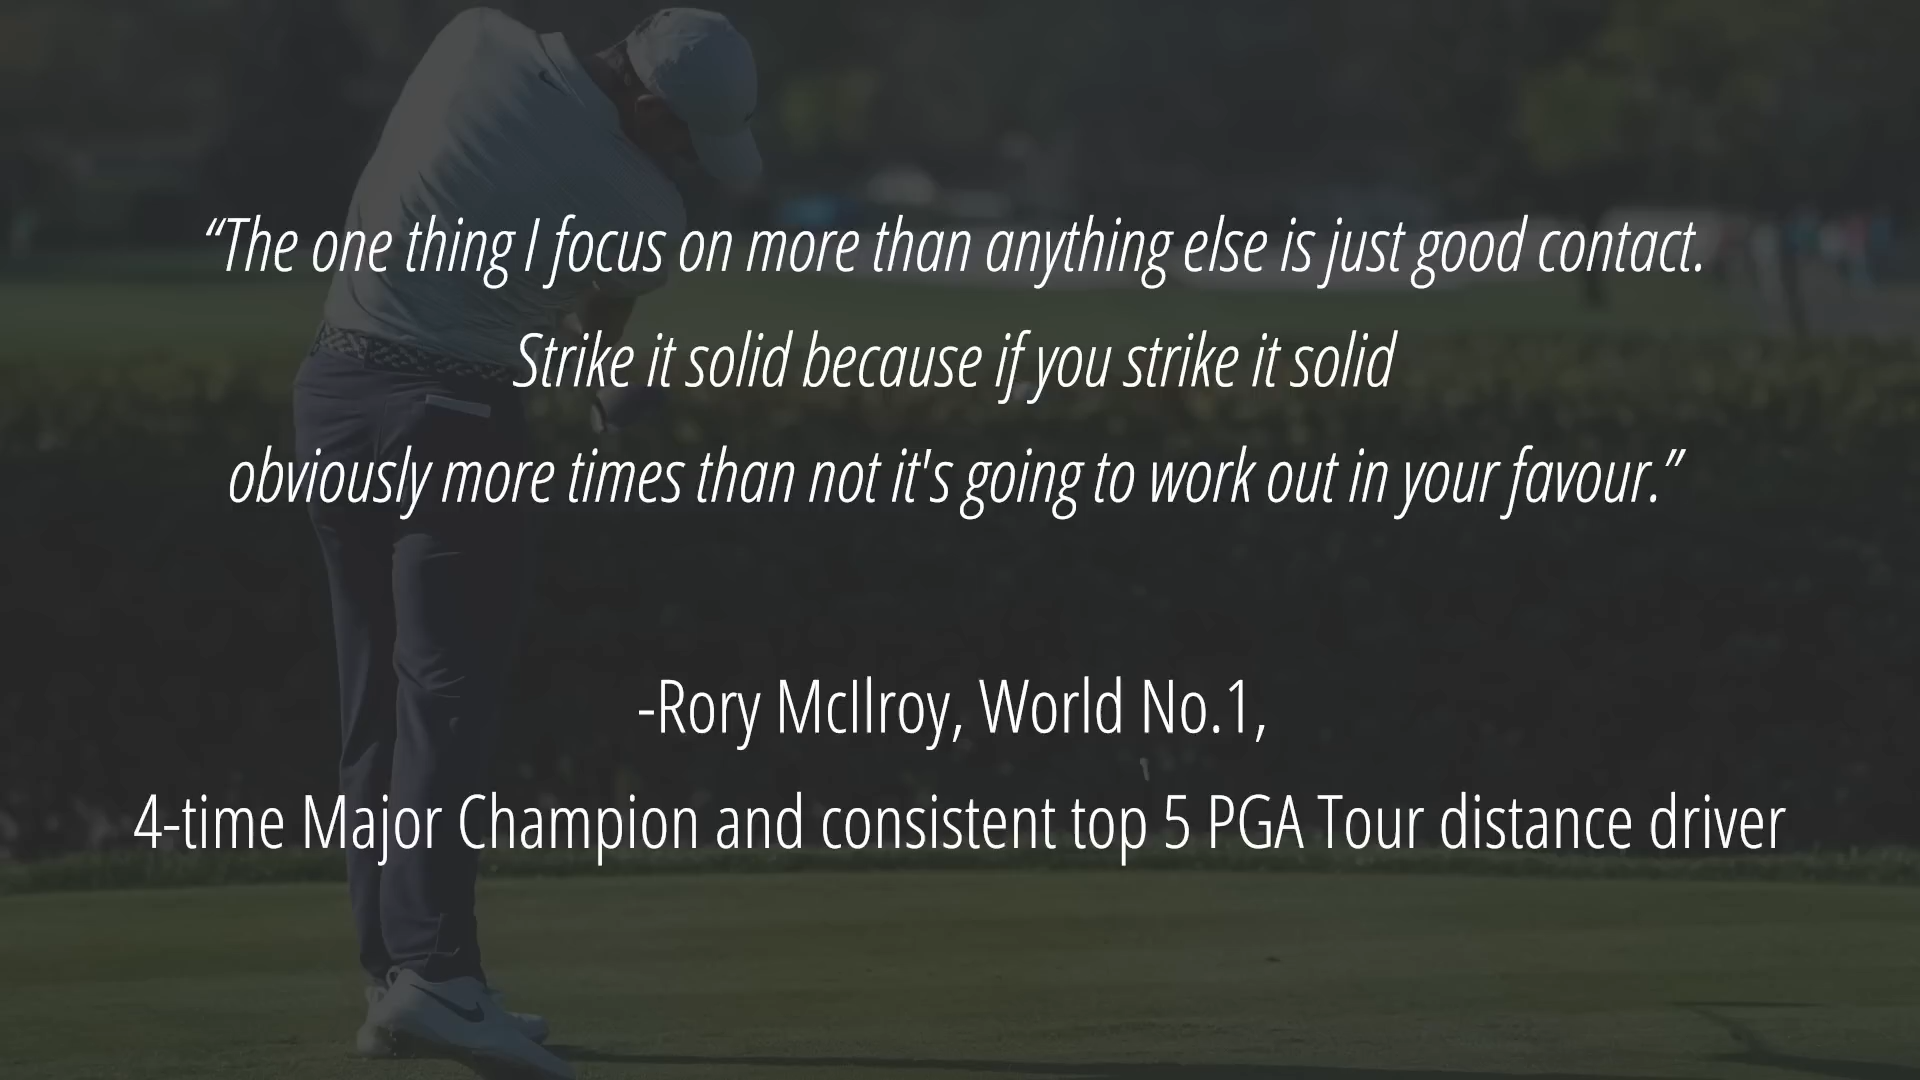 “The one thing I focus on more than anything else is just good contact.
Strike it solid because if you strike it solid
obviously more times than not it's going to work out in your favour.”
-Rory McIlroy, World No.1,
4-time Major Champion and consistent top 5 PGA Tour distance driver